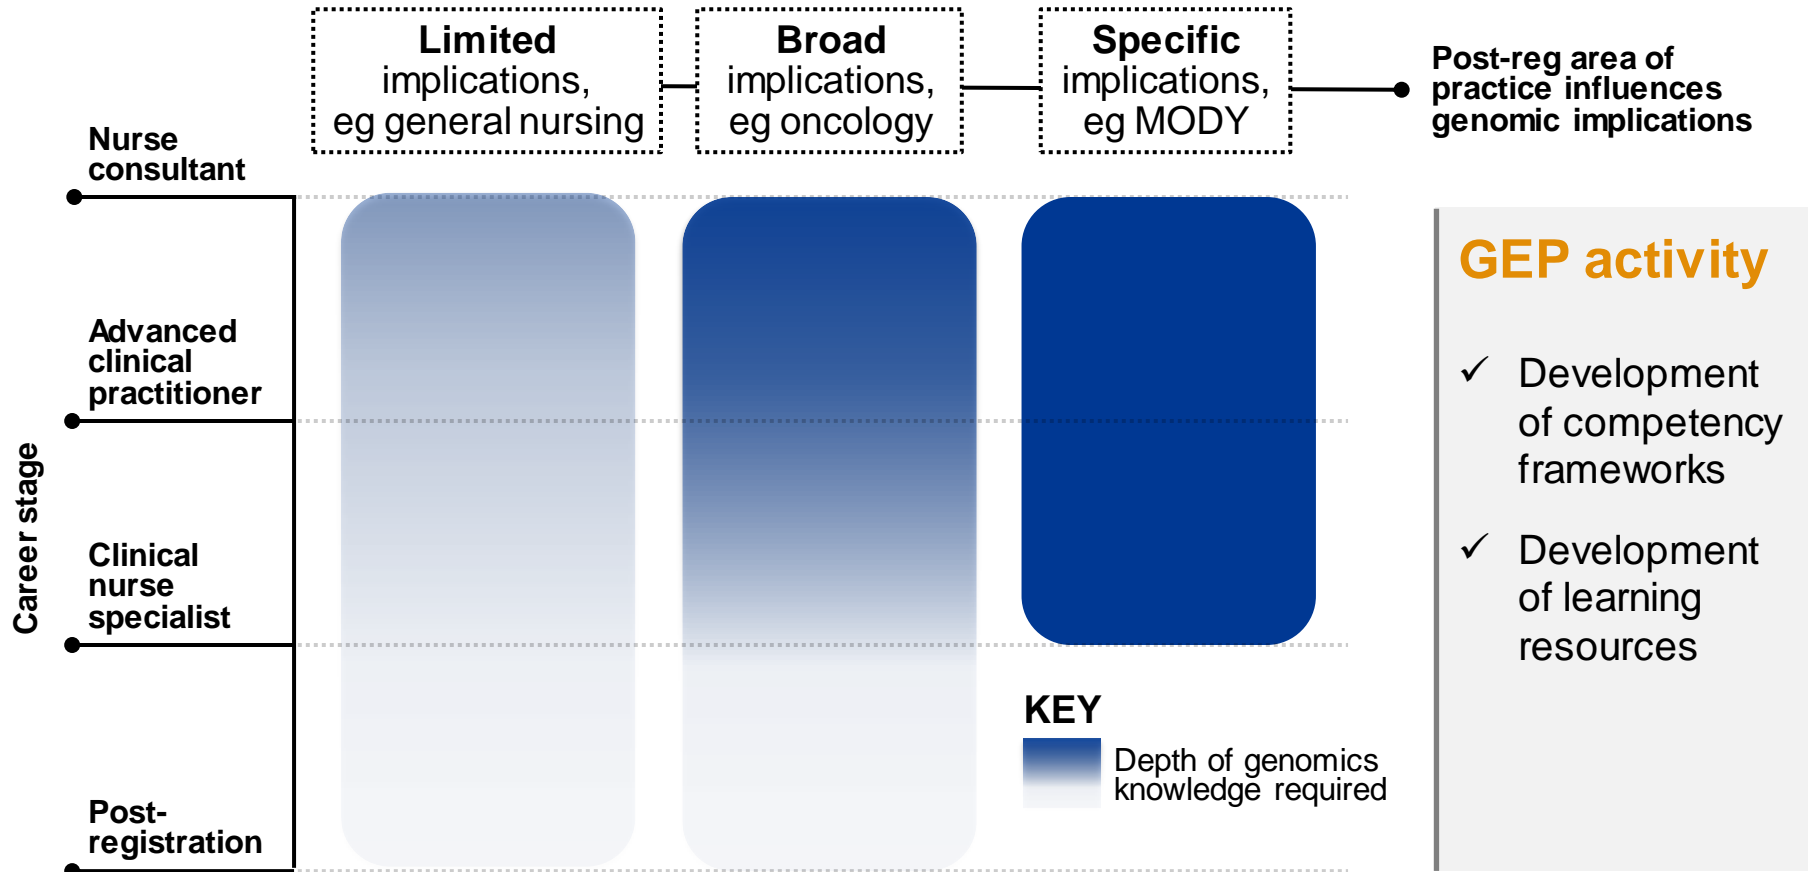 Limited
implications,
eg general nursing
Broad
implications,
eg oncology
Specific
implications,
eg MODY
Post-reg area of
practice influences
genomic implications
Career stage
Nurse
consultant
Advanced
clinical
practitioner
Clinical
nurse
specialist
Post-
registration
KEY
Depth of genomics
knowledge required
GEP activity
✓ Development
of competency
frameworks
✓ Development
of learning
resources